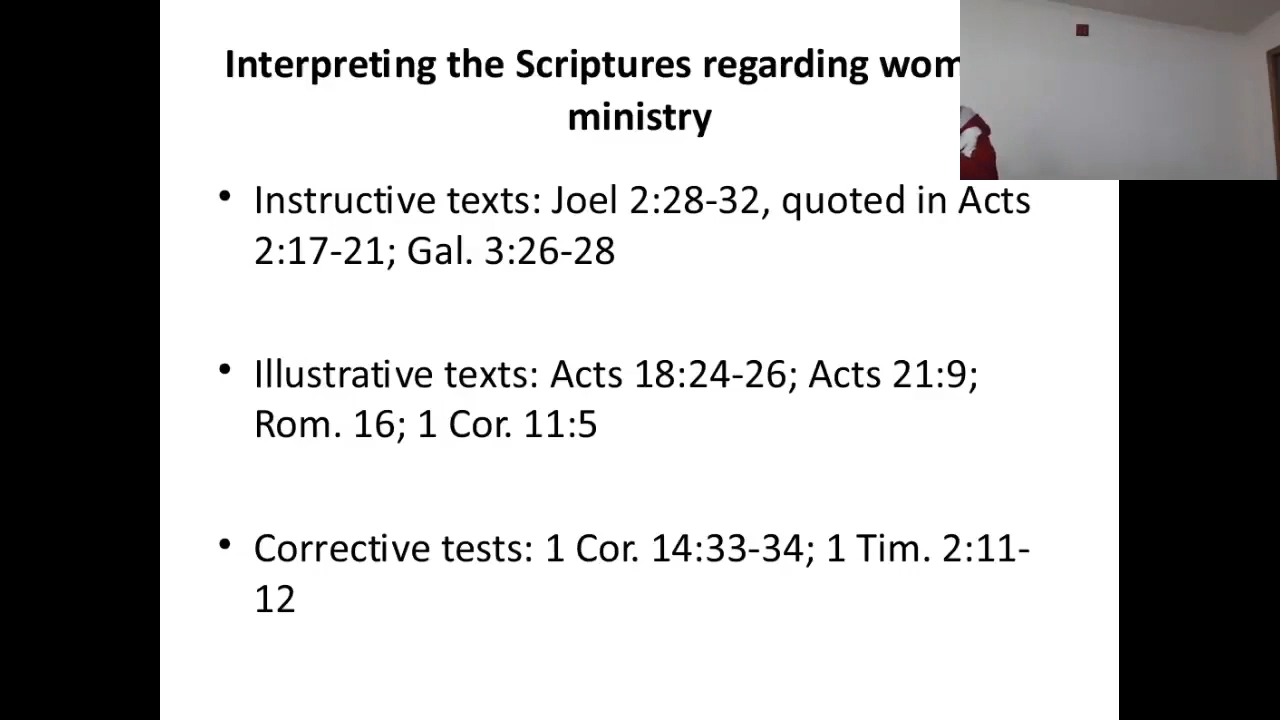 Interpreting the Scriptures regarding
ministry
• Instructive texts: Joel 2:28-32, quoted in Acts
2:17-21; Gal. 3:26-28
• Illustrative texts: Acts 18:24-26; Acts 21:9;
Rom. 16; 1 Cor. 11:5
• Corrective tests: 1 Cor. 14:33-34; 1 Tim. 2:11-
12